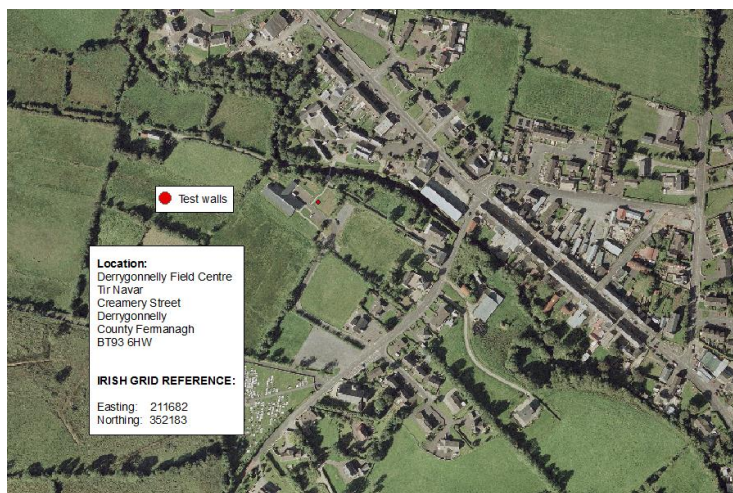 Test walls
Location:
Derrygonnelly Field Centre
Tir Navar
Creamery Street
Derrygonnelly
County Fermanagh
BT93 6HW
IRISH GRID REFERENCE:
Easting: 211682
Northing: 352183